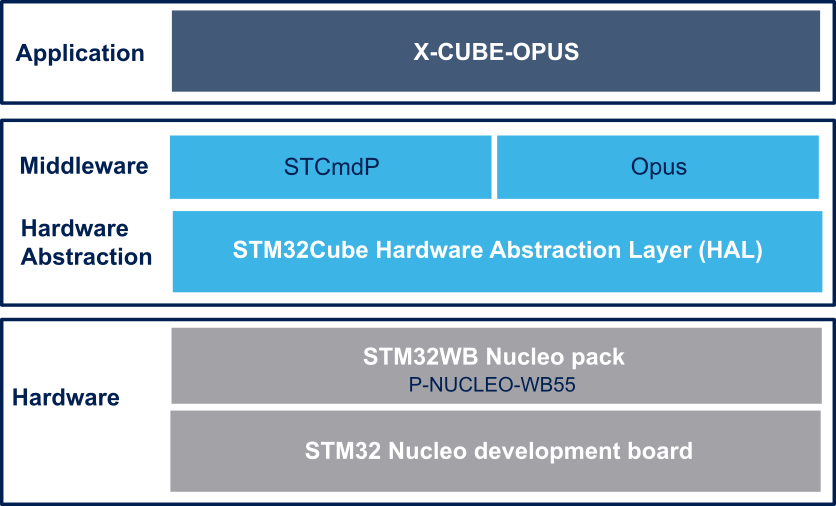 Application
X-CUBE-OPUS
Middleware
STCmdP
Opus
Hardware
Abstraction
STM32Cube Hardware Abstraction Layer (HAL)
Hardware
STM32WB Nucleo pack
P-NUCLEO-WB55
STM32 Nucleo development board